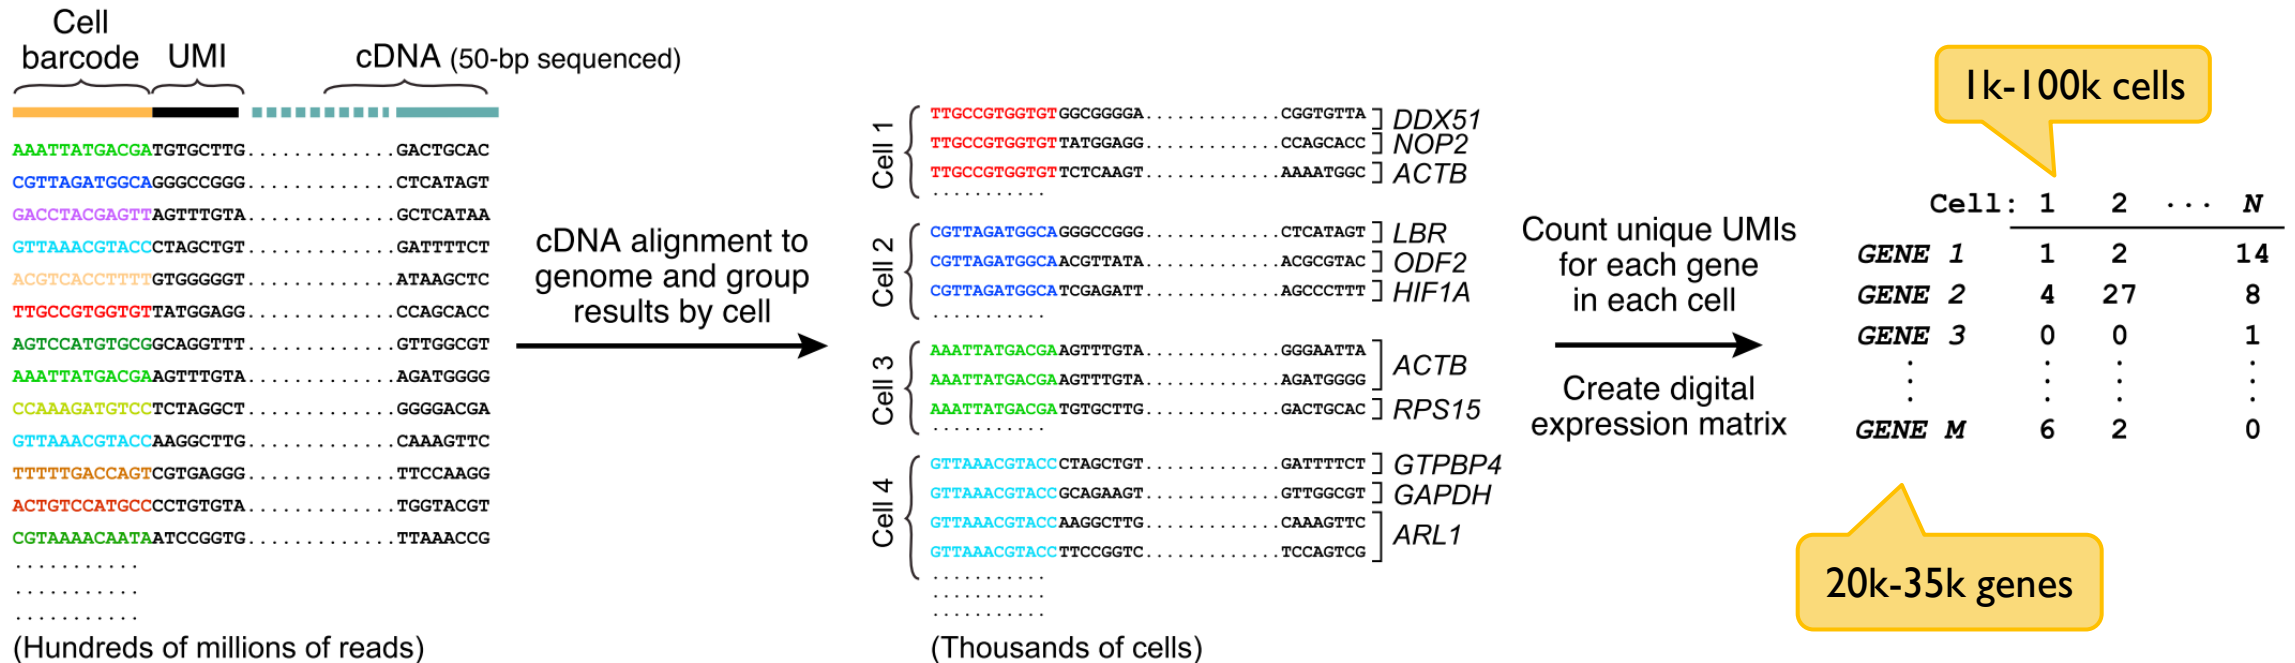 Cell
barcode UMI cDNA (50-bp sequenced)
AAATTATGACGATGTGCTTG.............GACTGCAC
CGTTAGATGGCAGGGCCGGG.............CTCATAGT
GACCTACGAGTTAGTTTGTA.............GCTCATAA
GTTAAACGTACCCTAGCTGT.............GATTTTCT
ACGTCACCTTTTGTGGGGGT.............ATAAGCTC
TTGCCGTGGTGTTATGGAGG.............CCAGCACC
AGTCCATGTGCGGCAGGTTT.............GTTGGCGT
AAATTATGACGAAGTTTGTA.............AGATGGGG
CCAAAGATGTCCTCTAGGCT.............GGGGACGA
GTTAAACGTACCAAGGCTTG.............CAAAGTTC
TTTTTGACCAGTCGTGAGGG.............TTCCAAGG
ACTGTCCATGCCCCTGTGTA.............TGGTACGT
CGTAAAACAATAATCCGGTG.............TTAAACCG
...........
...........
...........
(Hundreds of millions of reads)
cDNA alignment to
genome and group
results by cell
Cell 1
TTGCCGTGGTGTGGCGGGGA.............CGGTGTTA DDX51
TTGCCGTGGTGTTATGGAGG.............CCAGCACC NOP2
TTGCCGTGGTGTTCTCAAGT.............AAAATGGC ACTB
...........
Cell 2
CGTTAGATGGCAGGGCCGGG.............CTCATAGT LBR
CGTTAGATGGCAACGTTATA.............ACGCGTAC ODF2
CGTTAGATGGCATCGAGATT.............AGCCCTTT HIF1A
...........
Cell 3
AAATTATGACGAAGTTTGTA.............GGGAATTA
ACTB
AAATTATGACGAAGTTTGTA.............AGATGGGG
AAATTATGACGATGTGCTTG.............GACTGCAC RPS15
...........
Cell 4
GTTAAACGTACCCTAGCTGT.............GATTTTCT GTPBP4
GTTAAACGTACCGCAGAAGT.............GTTGGCGT GAPDH
GTTAAACGTACCAAGGCTTG.............CAAAGTTC
ARL1
GTTAAACGTACCTTCCGGTC.............TCCAGTCG
...........
...........
...........
(Thousands of cells)
Count unique UMIs
for each gene
in each cell
Create digital
expression matrix
1k-100k cells
Cell: 1 2 ··· N
GENE 1 1 2 14
GENE 2 4 27 8
GENE 3 0 0 1
. . . .
. . . .
. . . .
GENE M 6 2 0
20k-35k genes